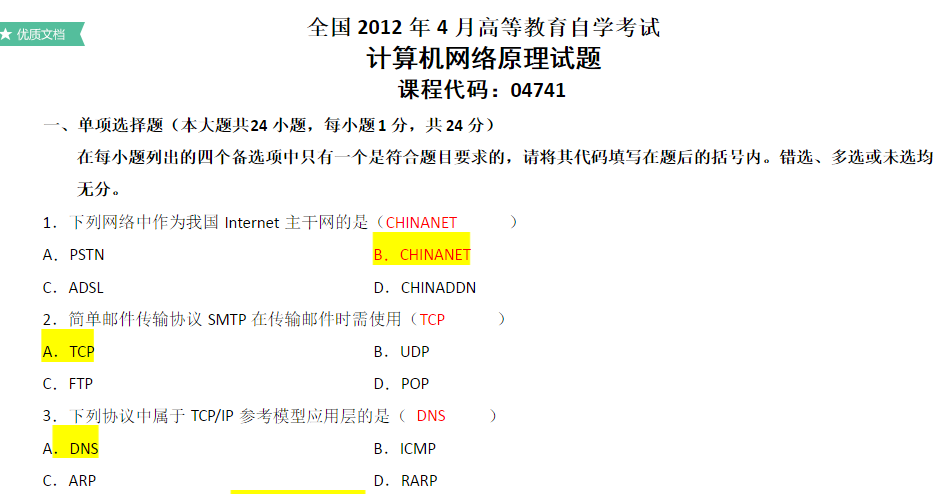 全国 2012 年 4 月高等教育自学考试
优质文档
计算机网络原理试题
课程代码：04741
一、单项选择题（本大题共24 小题，每小题 1 分，共 24 分）
在每小题列出的四个备选项中只有一个是符合题目要求的，请将其代码填写在题后的括号内。错选、多选或未选均
无分。
1．下列网络中作为我国 Internet 主干网的是（CHINANET ）
A．PSTN B．CHINANET
C．ADSL D．CHINADDN
2．简单邮件传输协议 SMTP 在传输邮件时需使用（TCP ）
A．TCP B．UDP
C．FTP D．POP
3．下列协议中属于 TCP/IP 参考模型应用层的是（ DNS ）
A．DNS B．ICMP
C．ARP D．RARP